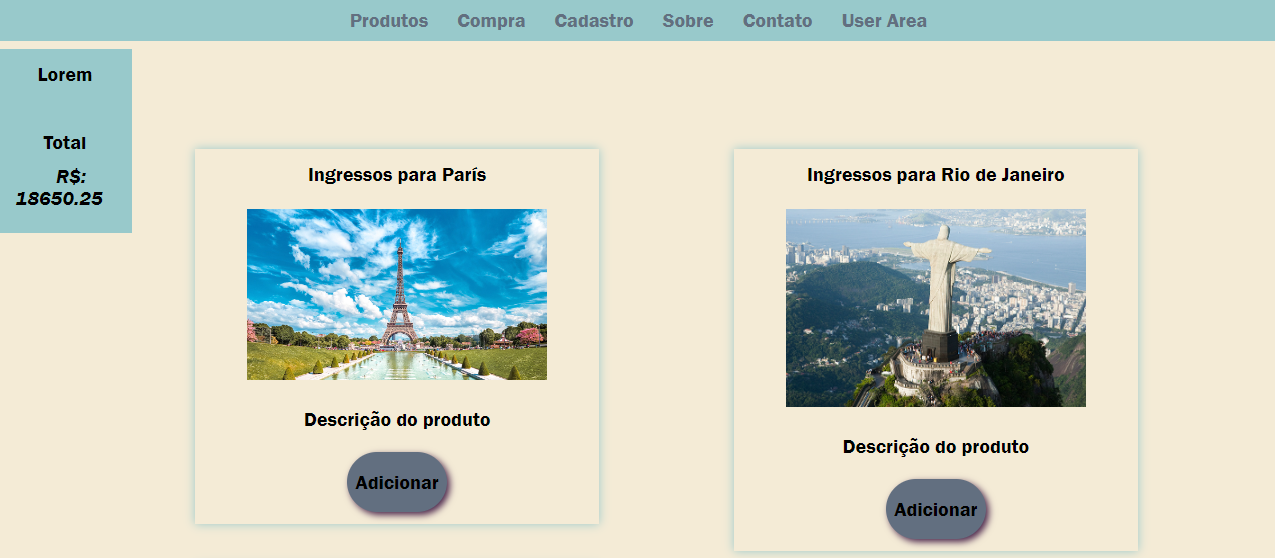 Produtos Compra Cadastro Sobre Contato User Area
Lorem
Total
R$:
18650.25
Ingressos para París
Descrição do produto
Adicionar
Ingressos para Rio de Janeiro
Descrição do produto
Adicionar